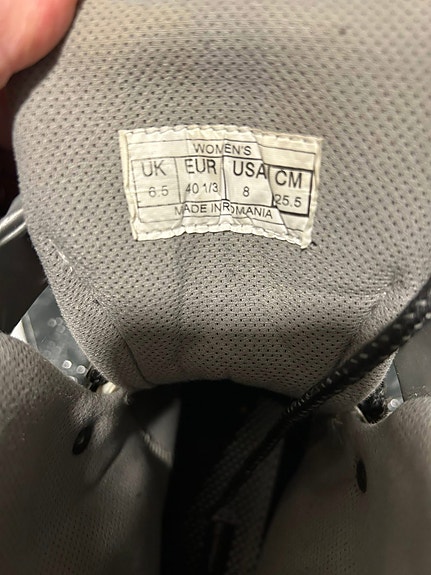 WOMEN'S
UK EUR USA CM
6.5 40 1/3 8 25.5
MADE IN ROMANIA